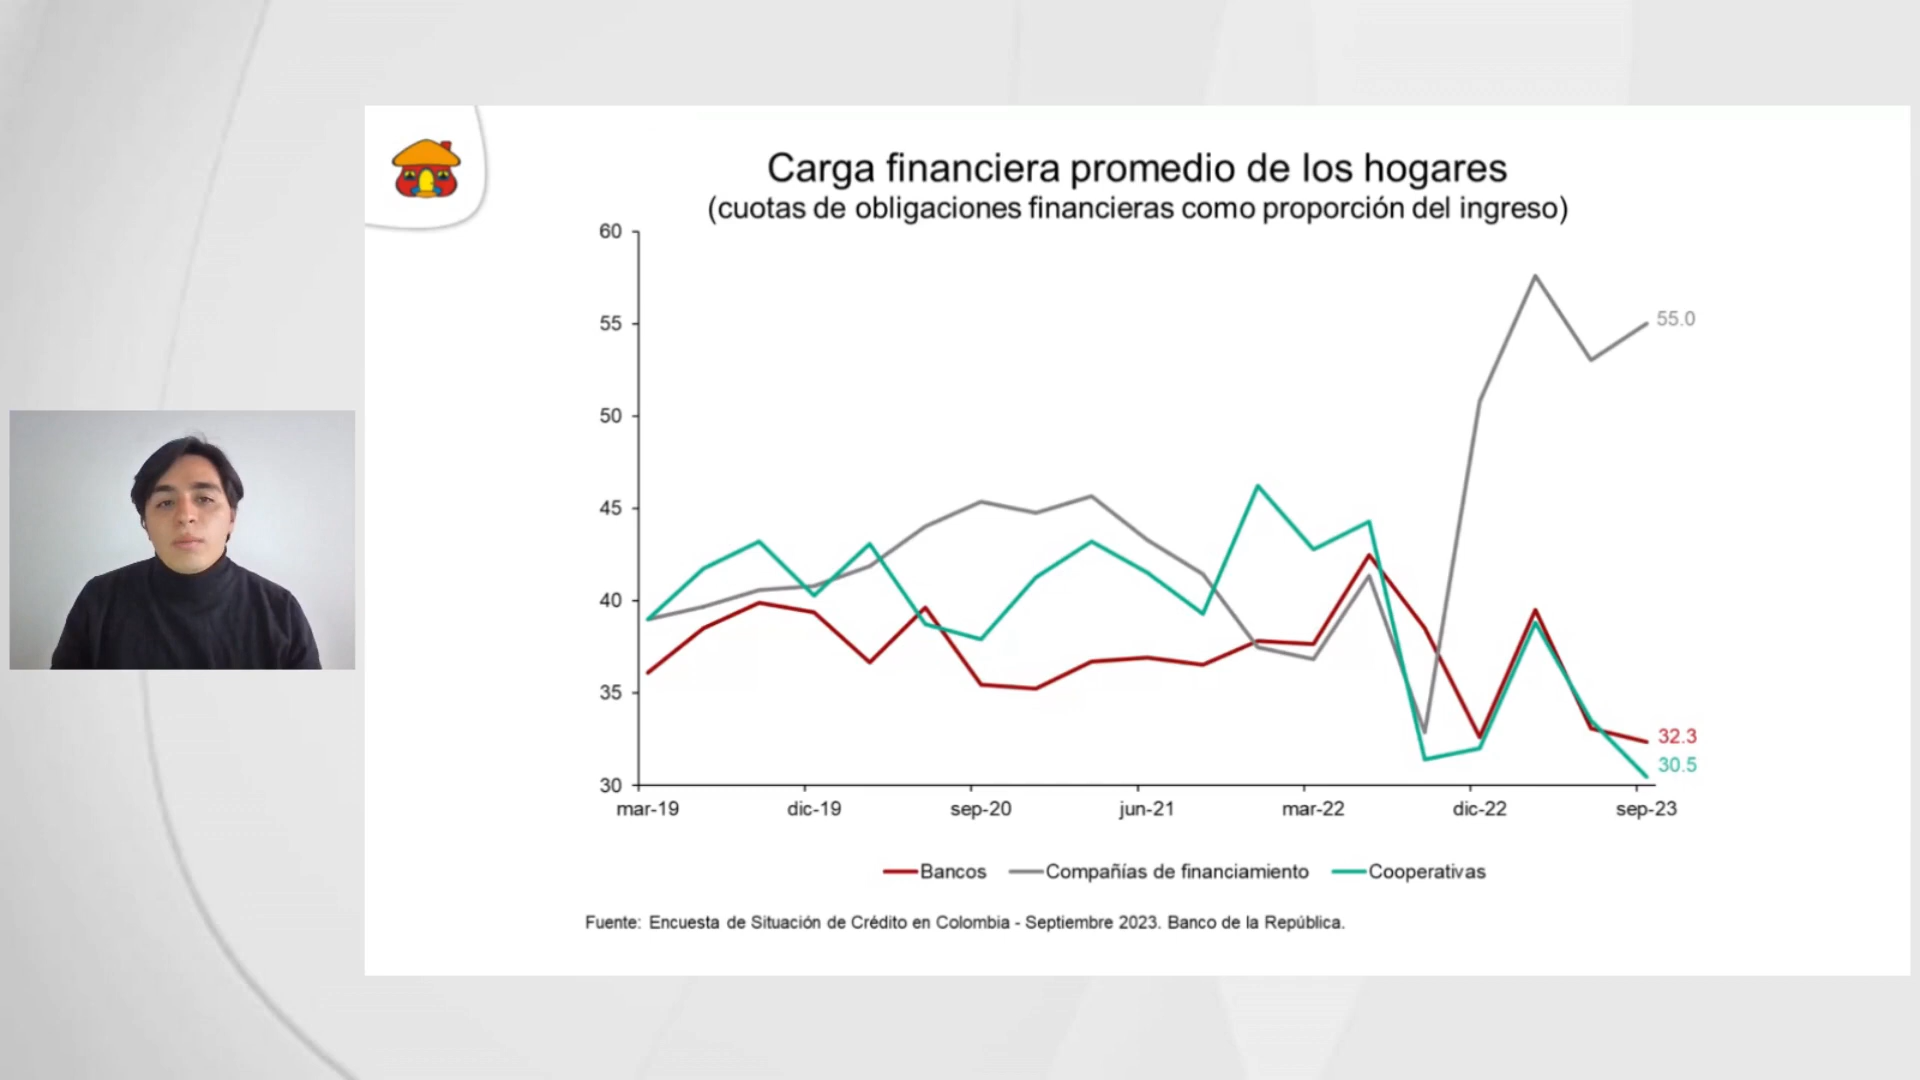 Carga financiera promedio de los hogares
(cuotas de obligaciones financieras como proporción del ingreso)
60
55
50
45
40
35
30
55.0
32.3
30.5
mar-19 dic-19 sep-20 jun-21 mar-22 dic-22 sep-23
Bancos Compañías de financiamiento Cooperativas
Fuente: Encuesta de Situación de Crédito en Colombia - Septiembre 2023. Banco de la República.